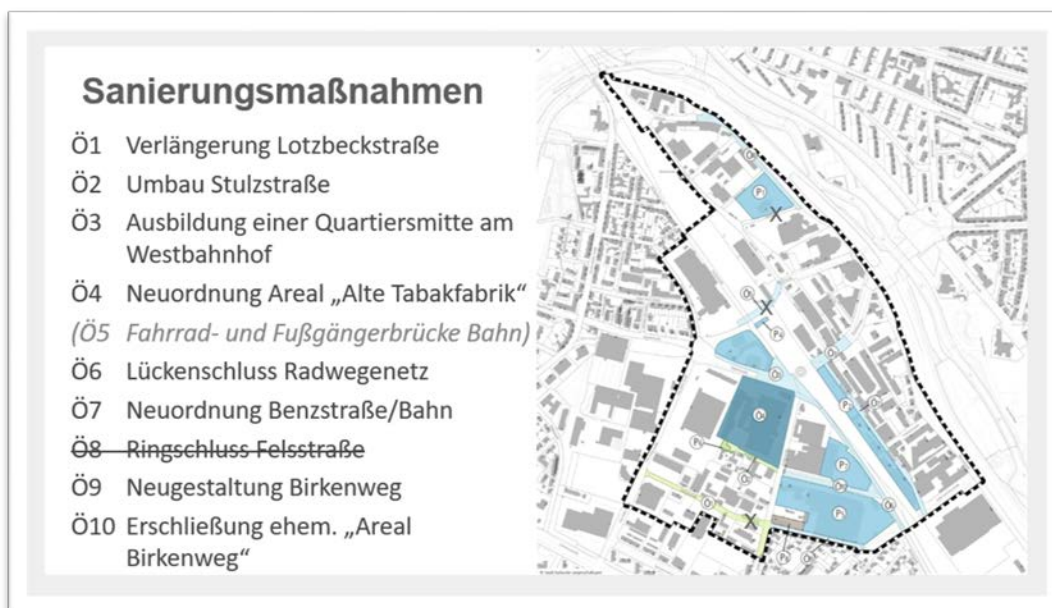 Sanierungsmaßnahmen
Ö1 Verlängerung Lotzbeckstraße
Ö2 Umbau Stulzstraße
Ö3 Ausbildung einer Quartiersmitte am
Westbahnhof
Ö4 Neuordnung Areal „Alte Tabakfabrik“
(Ö5 Fahrrad- und Fußgängerbrücke Bahn)
Ö6 Lückenschluss Radwegenetz
Ö7 Neuordnung Benzstraße/Bahn
Ö8 Ringschluss Felsstraße
Ö9 Neugestaltung Birkenweg
Ö10 Erschließung ehem. „Areal
Birkenweg“